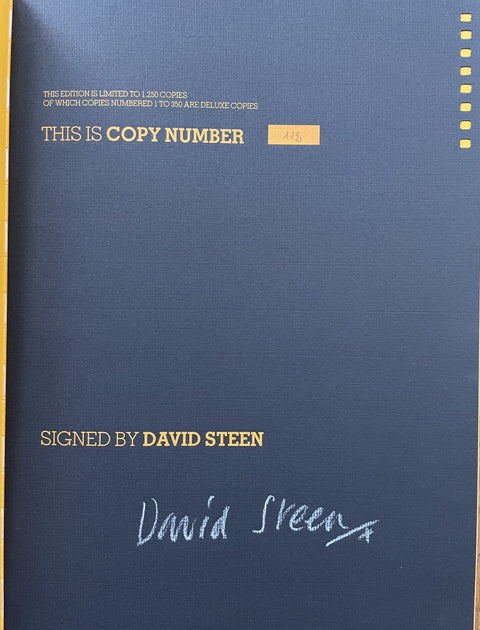 THIS EDITION IS LIMITED TO 1,250 COPIES
OF WHICH COPIES NUMBERED 1 TO 350 ARE DELUXE COPIES
THIS IS COPY NUMBER 112
SIGNED BY DAVID STEEN
David Steen